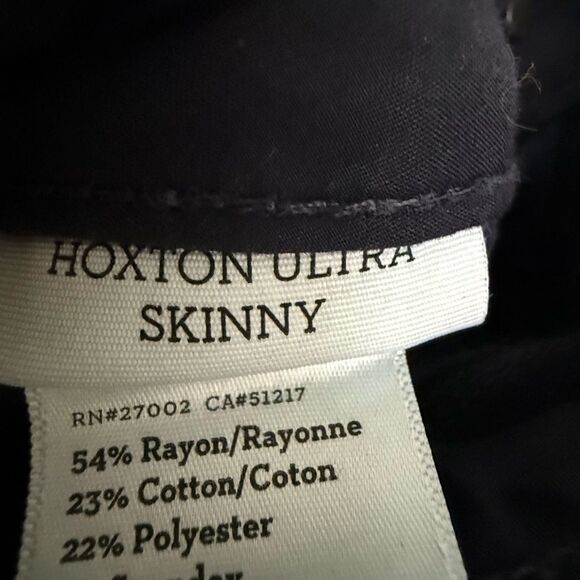 HOXTON ULTRA
SKINNY
RN#27002 CA#51217
54% Rayon/Rayonne
23% Cotton/Coton
22% Polyester